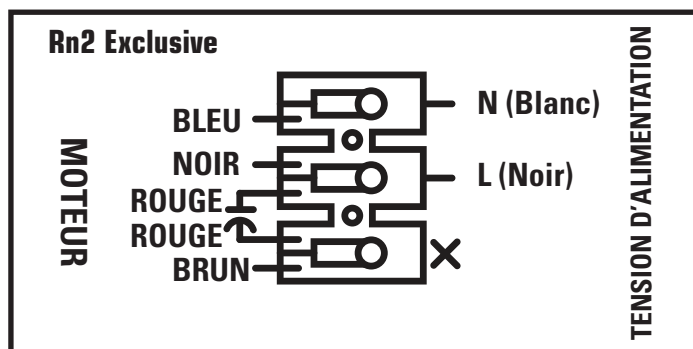 Rn2 Exclusive
MOTEUR
BLEU
NOIR
ROUGE
ROUGE
BRUN
N (Blanc)
L (Noir)
TENSION D'ALIMENTATION